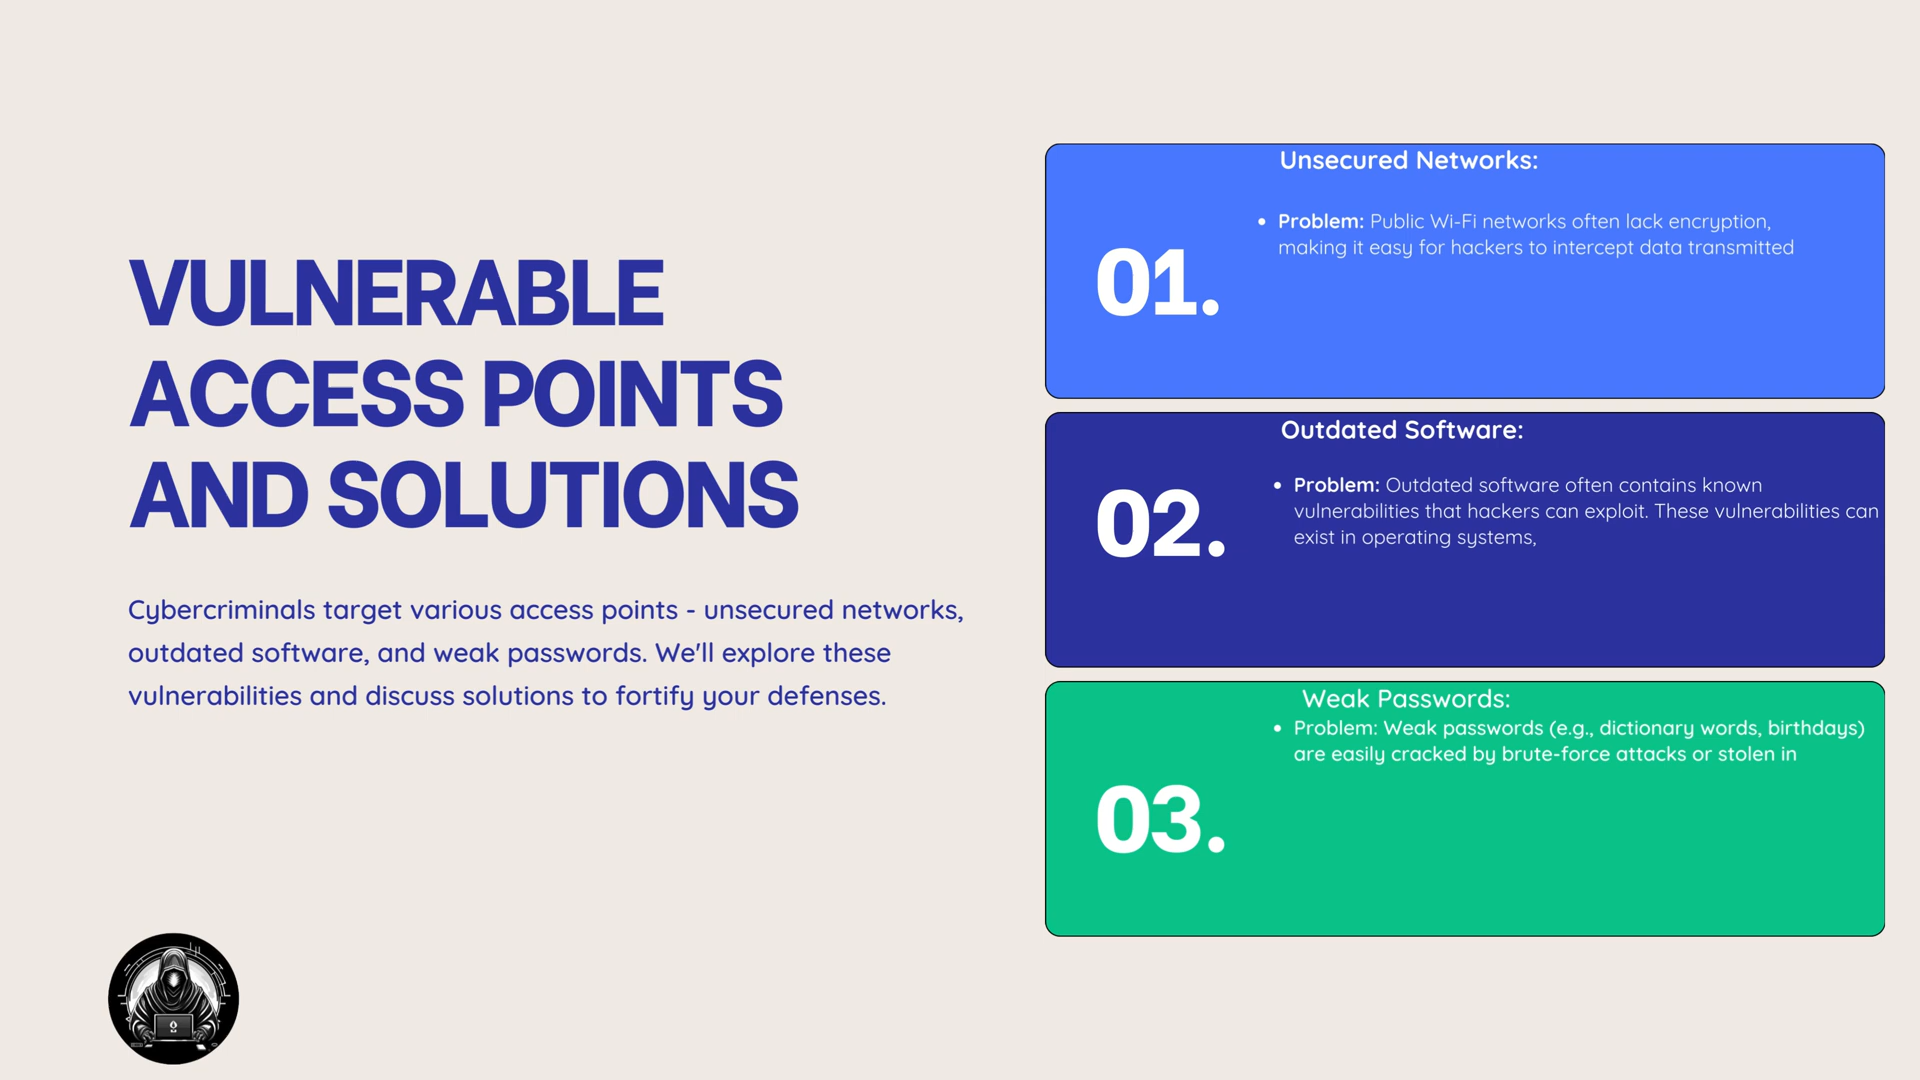 VULNERABLE
ACCESS POINTS
AND SOLUTIONS
Cybercriminals target various access points - unsecured networks,
outdated software, and weak passwords. We'll explore these
vulnerabilities and discuss solutions to fortify your defenses.
01.
Unsecured Networks:
• Problem: Public Wi-Fi networks often lack encryption,
making it easy for hackers to intercept data transmitted
02.
Outdated Software:
• Problem: Outdated software often contains known
vulnerabilities that hackers can exploit. These vulnerabilities can
exist in operating systems,
03.
Weak Passwords:
• Problem: Weak passwords (e.g., dictionary words, birthdays)
are easily cracked by brute-force attacks or stolen in